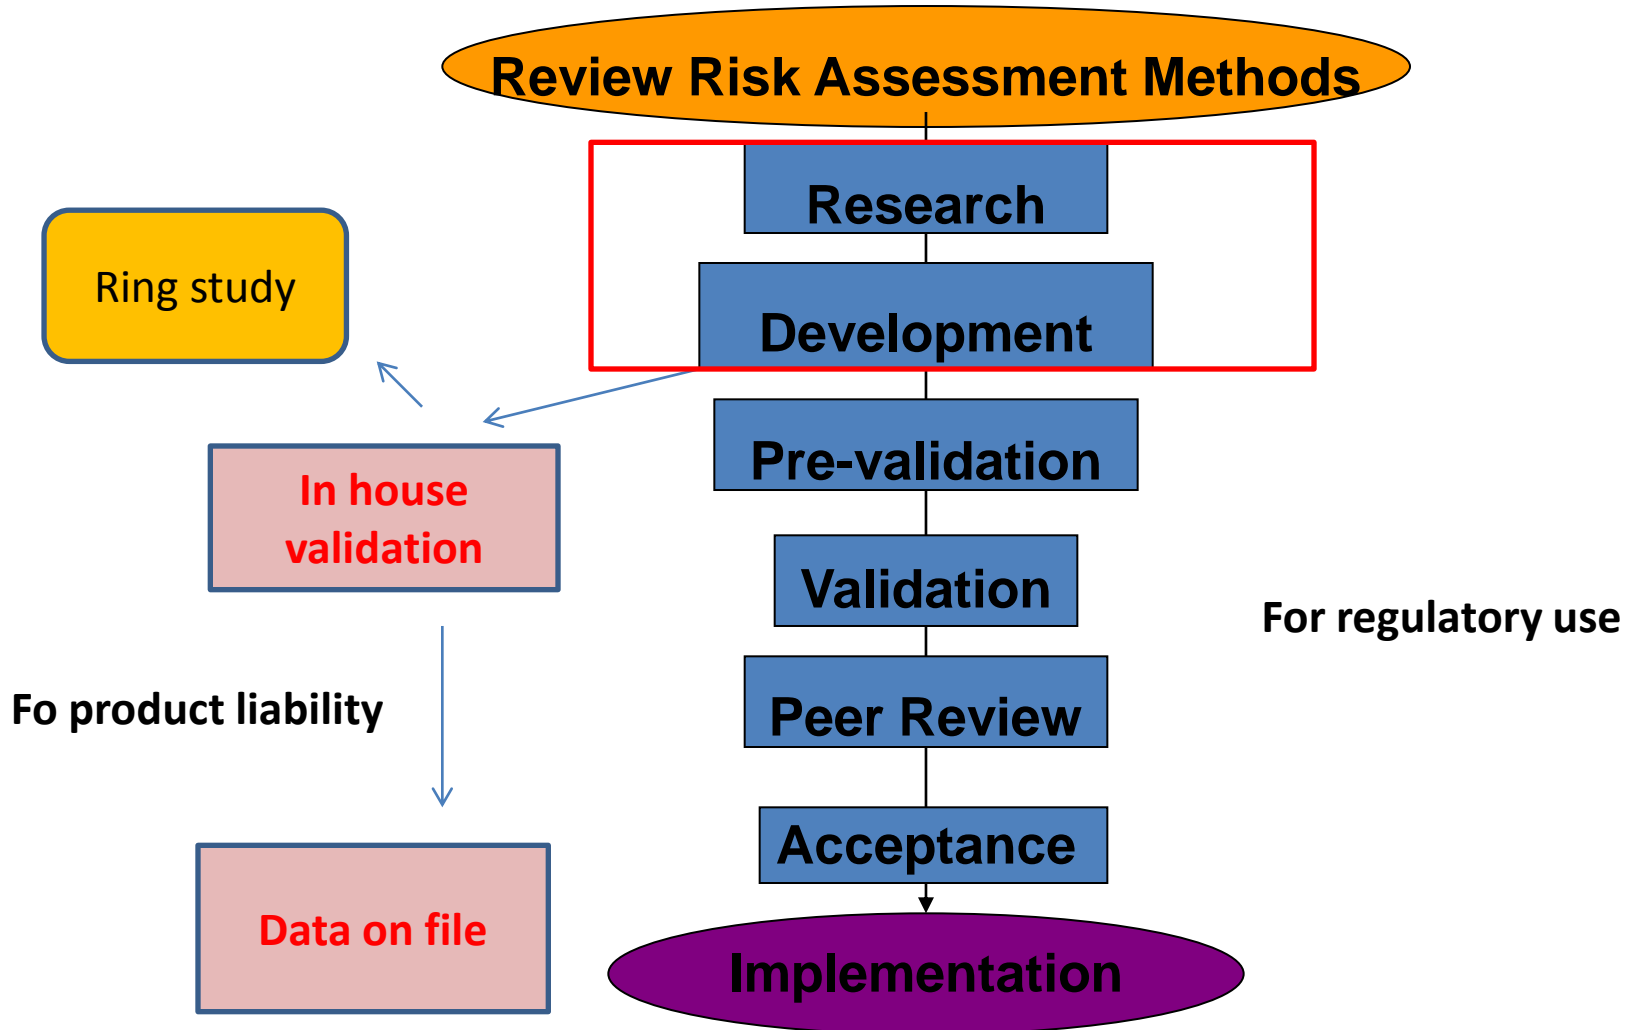 Review Risk Assessment Methods
Research
Ring study
Development
Pre-validation
In house
validation
Validation
For regulatory use
Fo product liability
Peer Review
Acceptance
Data on file
Implementation